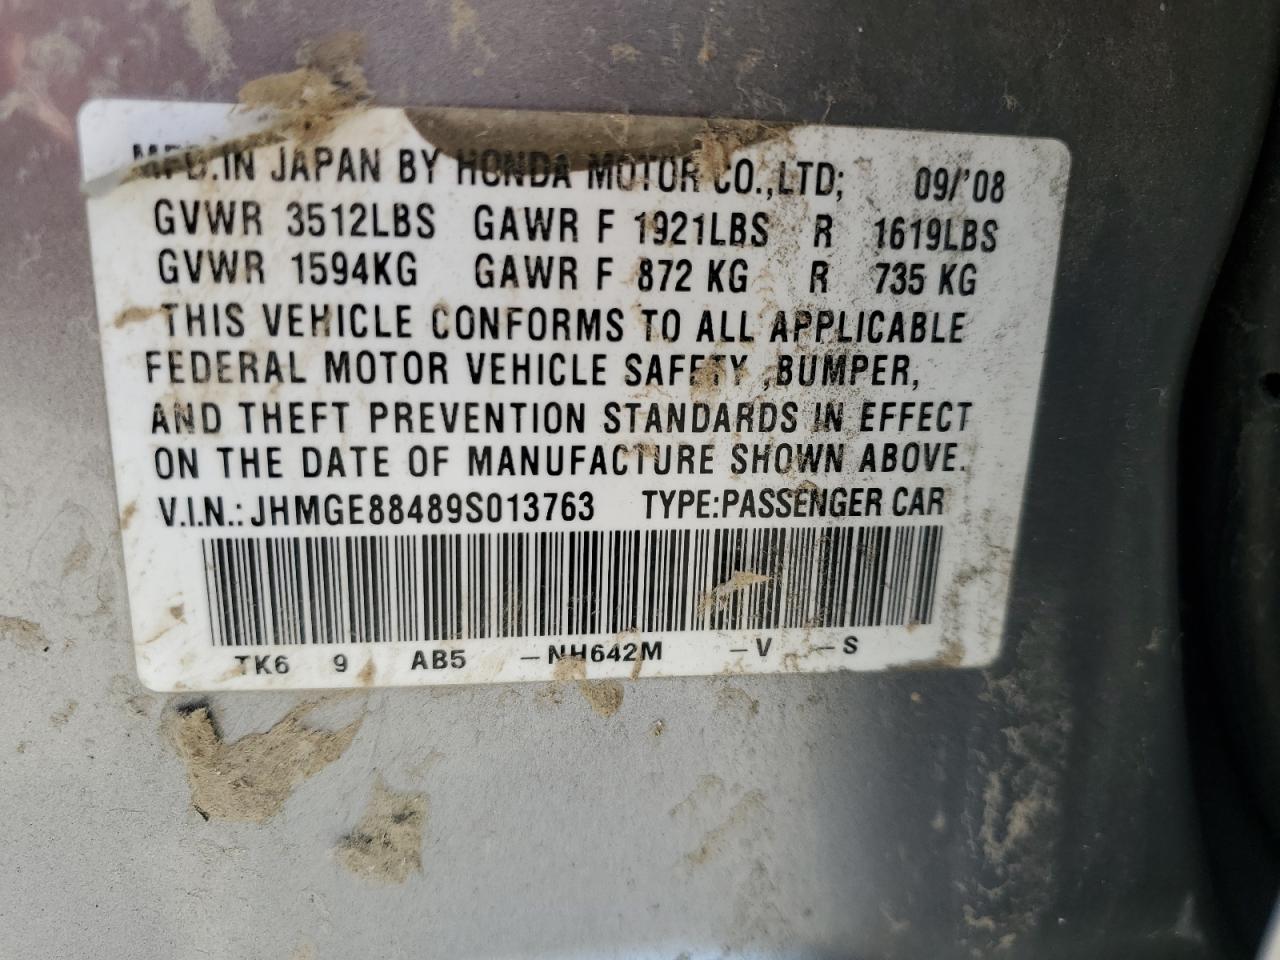 MFD.IN JAPAN BY HONDA MOTOR CO.,LTD; 09/'08
GVWR 3512LBS GAWR F 1921LBS R 1619LBS
GVWR 1594KG GAWR F 872 KG R 735 KG
THIS VEHICLE CONFORMS TO ALL APPLICABLE
FEDERAL MOTOR VEHICLE SAFETY ,BUMPER,
AND THEFT PREVENTION STANDARDS IN EFFECT
ON THE DATE OF MANUFACTURE SHOWN ABOVE.
V.I.N.: JHMGE88489S013763 TYPE:PASSENGER CAR
TK6 9 AB5 -NH642M -V -S